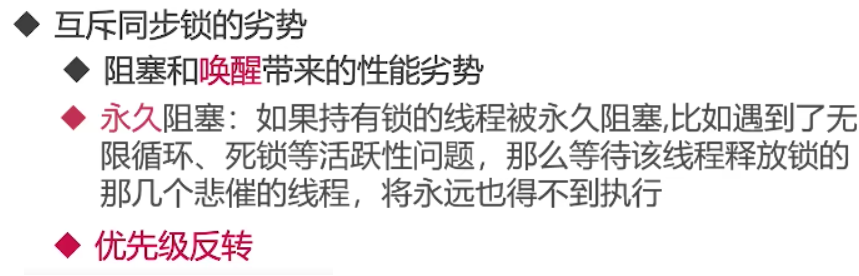 互斥同步锁的劣势
阻塞和唤醒带来的性能劣势
永久阻塞：如果持有锁的线程被永久阻塞,比如遇到了无
限循环、死锁等活跃性问题，那么等待该线程释放锁的
那几个悲催的线程，将永远也得不到执行
优先级反转